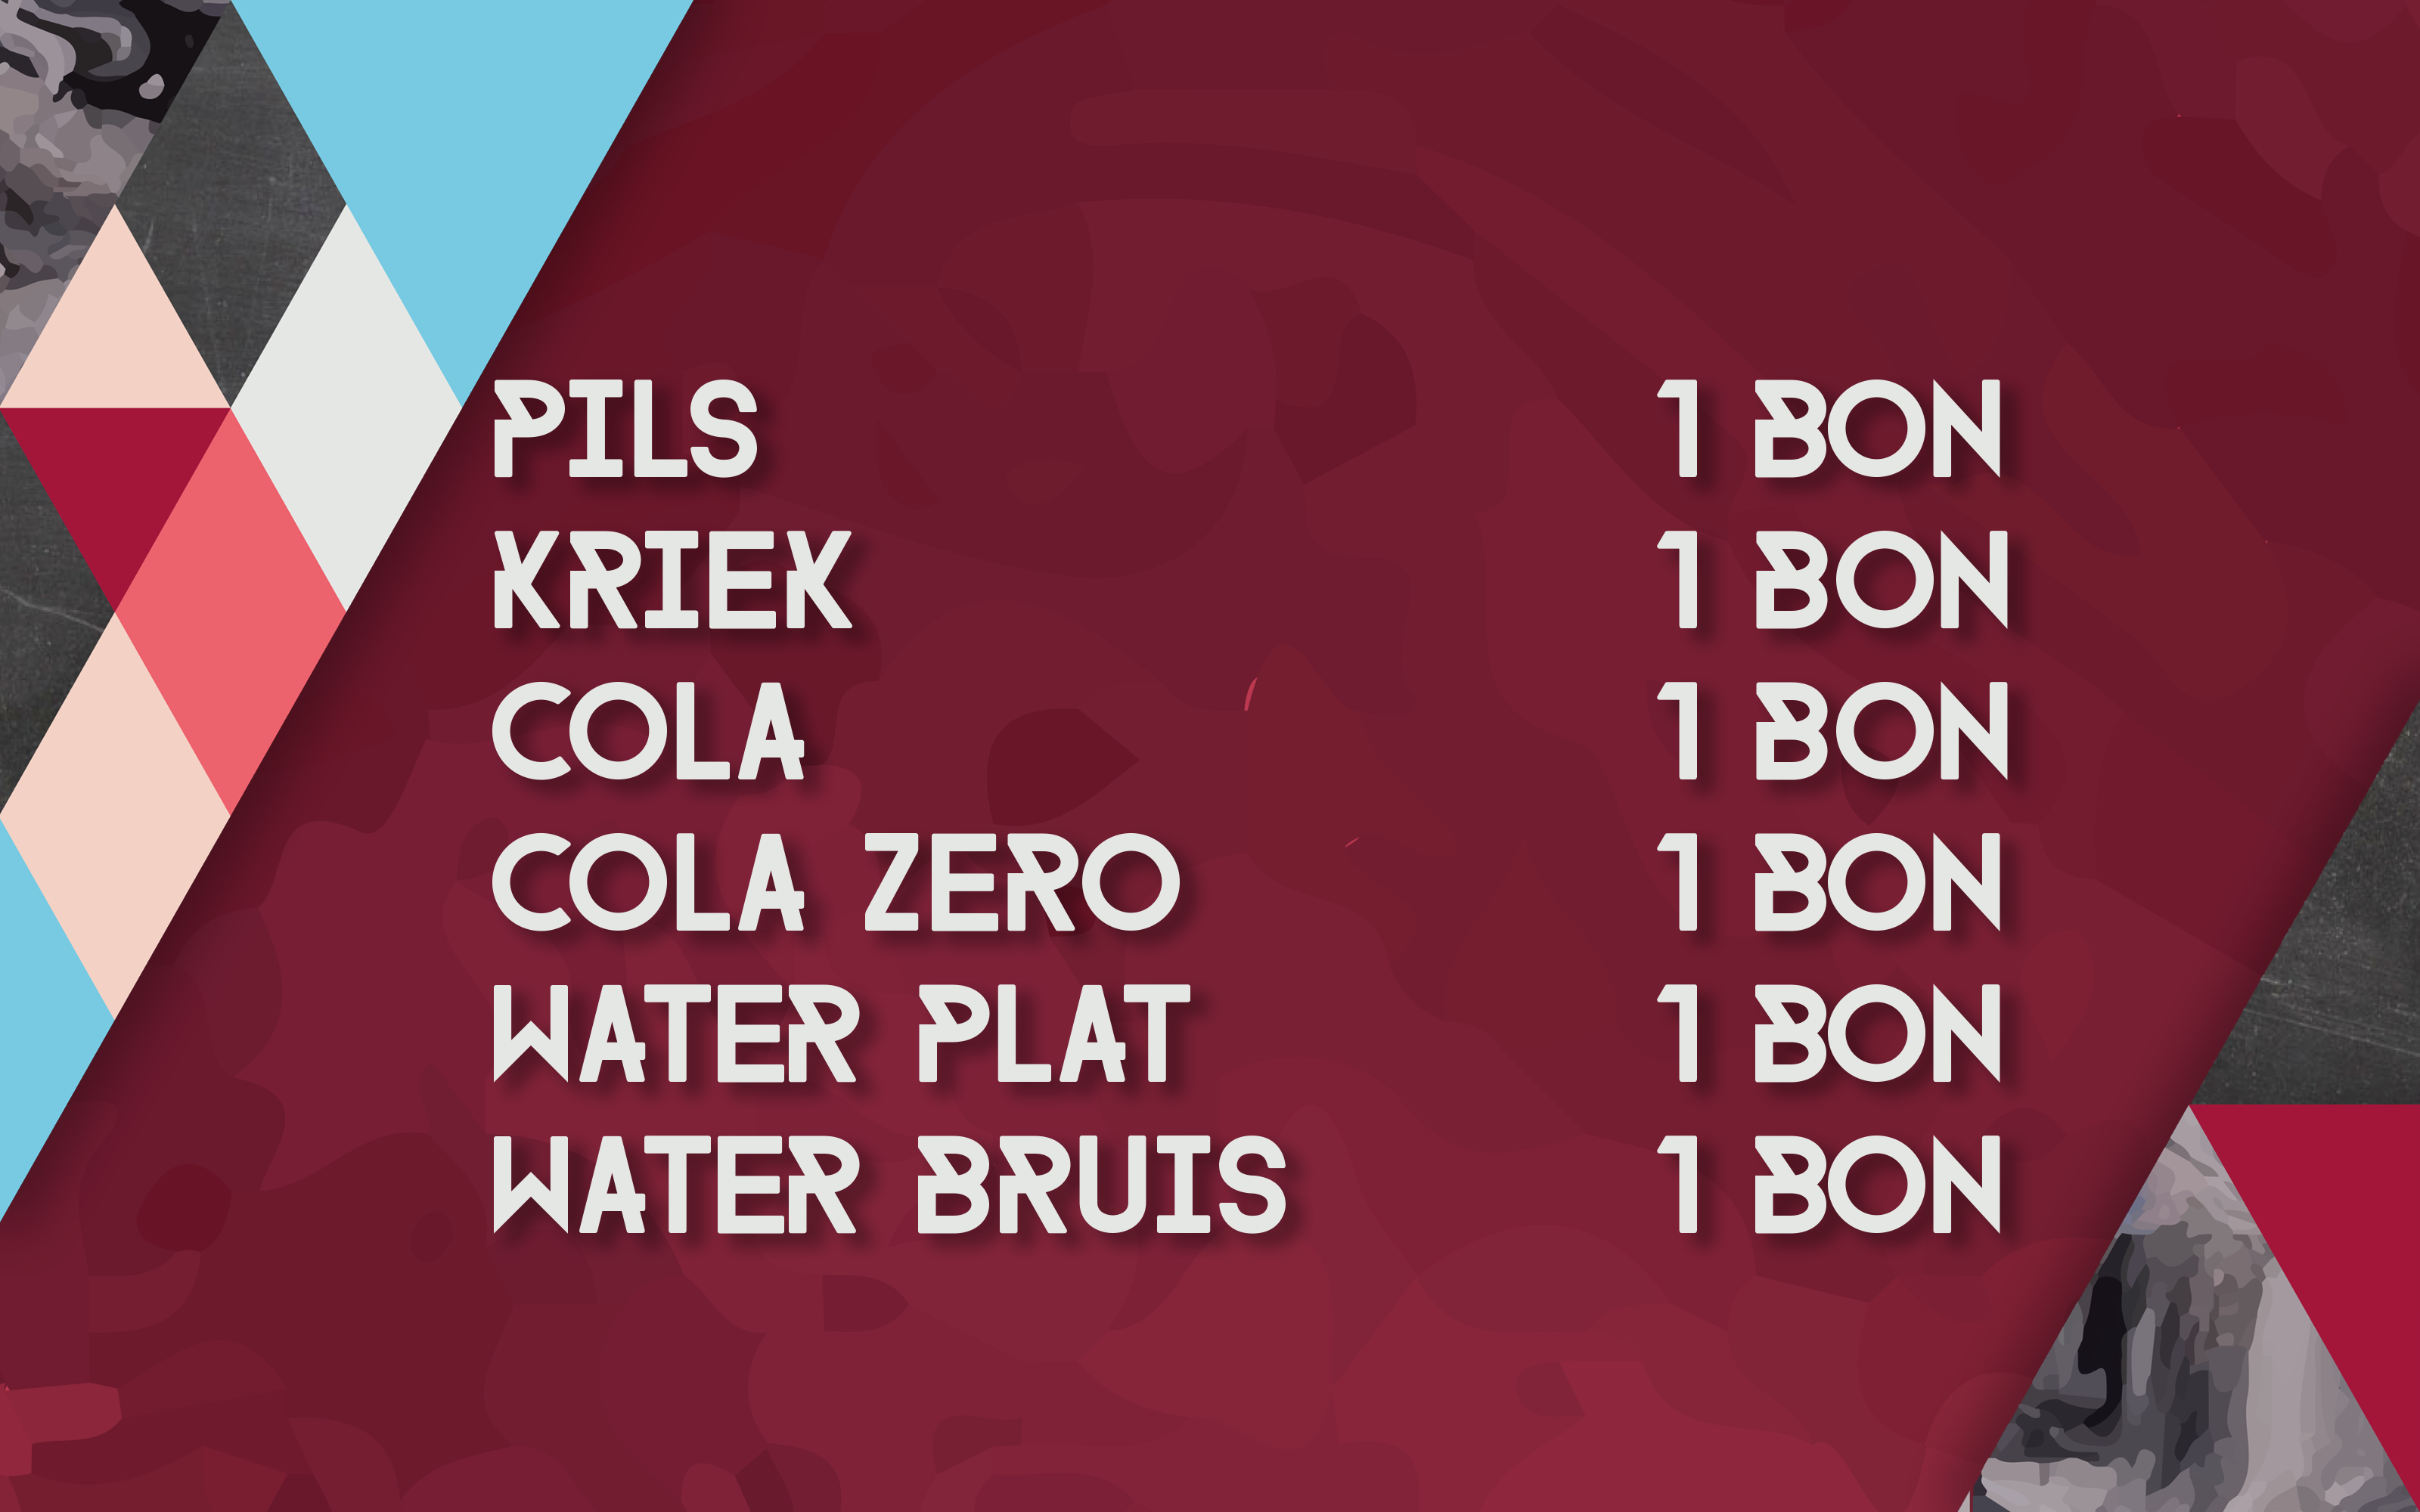 PILS 1 BON
KRIEK 1 BON
COLA 1 BON
COLA ZERO 1 BON
WATER PLAT 1 BON
WATER BRUIS 1 BON